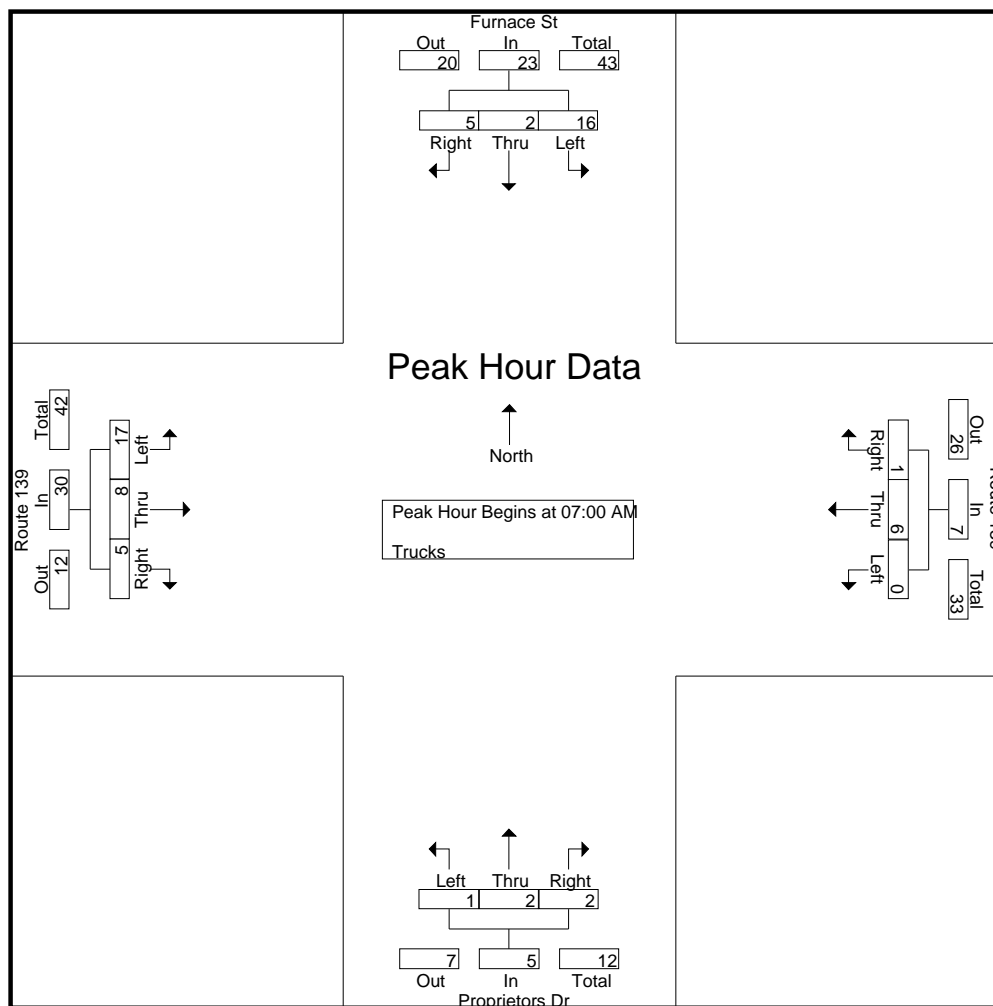 Furnace St
Out In Total
20 23 43
5 2 16
Right Thru Left
Peak Hour Data
North
Peak Hour Begins at 07:00 AM
Trucks
Route 139
Total In Out
42 30 12
17 8 5
Left Thru Right
Out In Total
26 7 33
1 6 0
Right Thru Left
Left Thru Right
1 2 2
7 5 12
Out In Total
Proprietors Dr